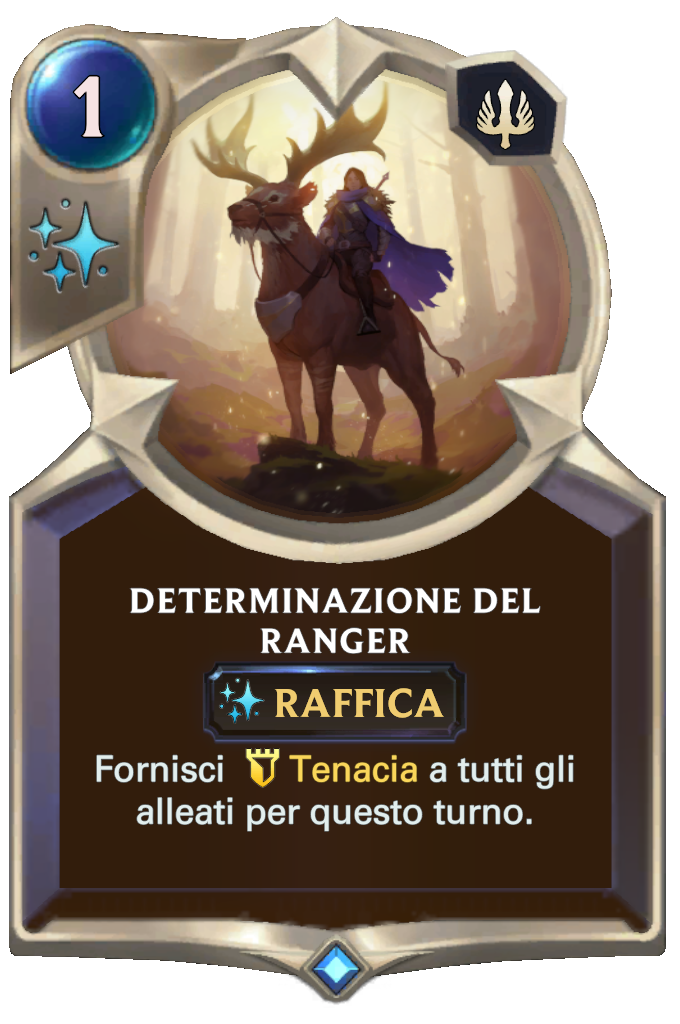 1
DETERMINAZIONE DEL
RANGER
RAFFICA
Fornisci Tenacia a tutti gli
alleati per questo turno.